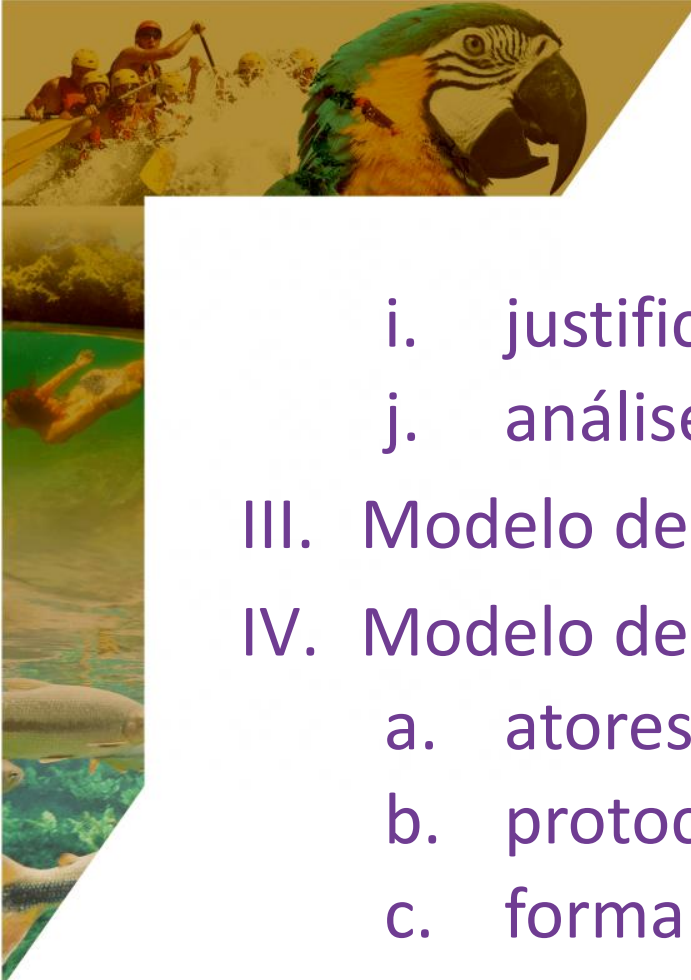 i. justific
j. análise
III. Modelo de
IV. Modelo de
a. atores
b. protoc
c. forma